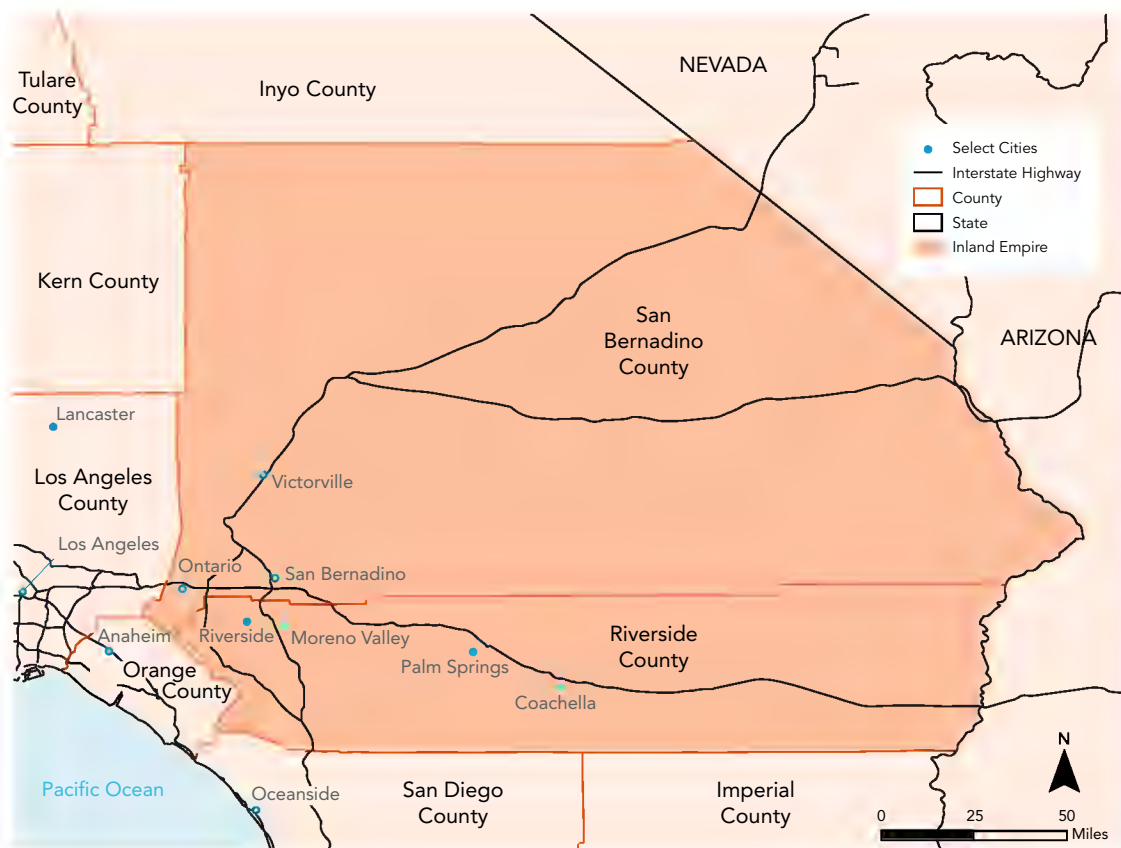 NEVADA
Tulare
County
Inyo County
Select Cities
Interstate Highway
County
State
Inland Empire
Kern County
San
Bernadino
County
ARIZONA
Lancaster
Los Angeles
County
Victorville
Los Angeles
Ontario
San Bernadino
Anaheim
Riverside
Moreno Valley
Riverside
County
Palm Springs
Orange
County
Coachella
N
Pacific Ocean
Oceanside
San Diego
County
Imperial
County
0 25 50
Miles